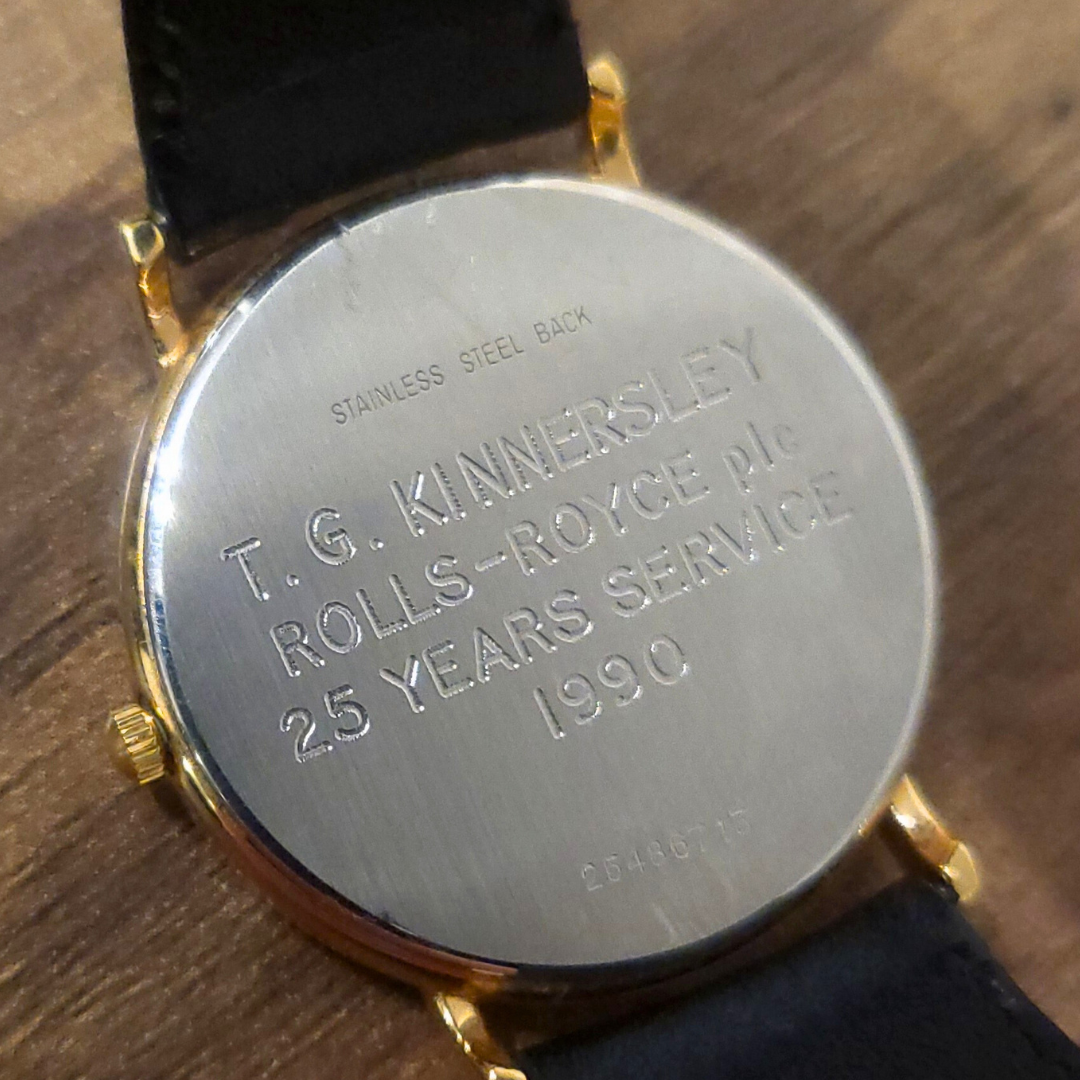 STAINLESS STEEL BACK
T. G. KINNERSLEY
ROLLS-ROYCE plc
25 YEARS SERVICE
1990